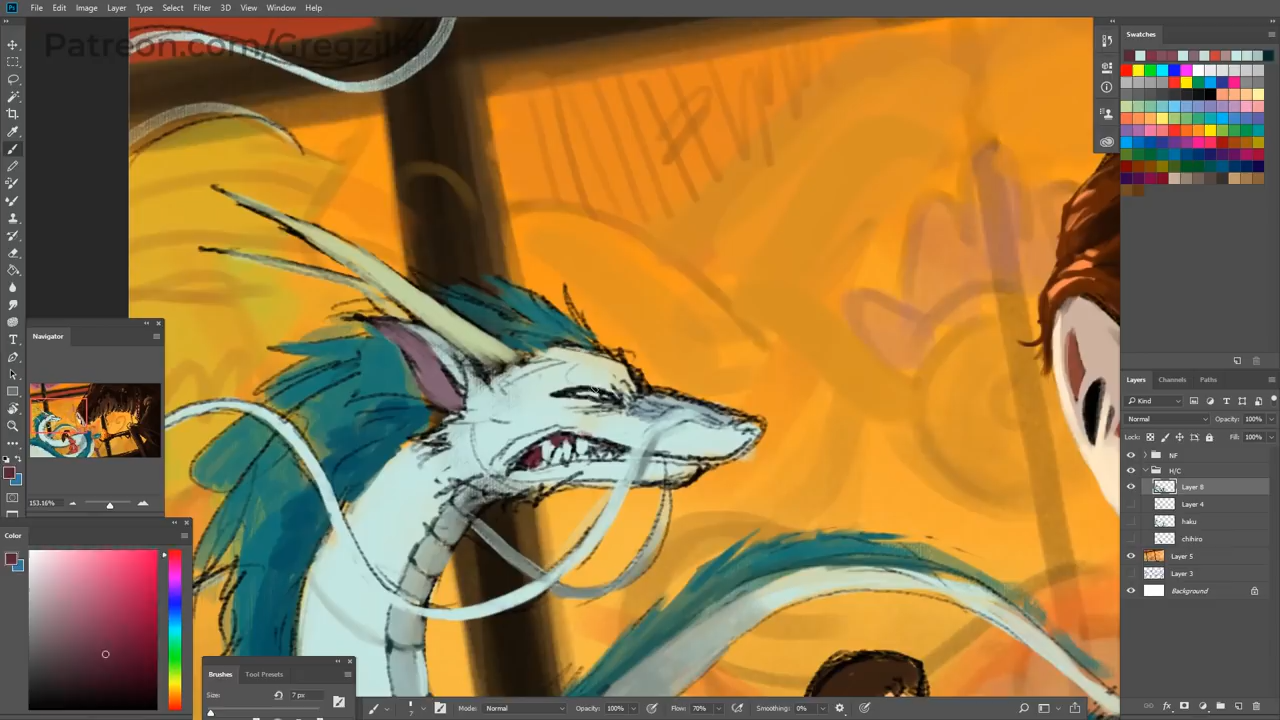 File Edit Image Layer Type Select Filter 3D View Window Help
Patreon.com/Gregzilla
Swatches
Navigator
153.16%
Color
Brushes Tool Presets
Size: 7 px
7 Mode: Normal Opacity: 100% Flow: 70% Smoothing: 0%
Layers Channels Paths
Kind
Normal Opacity: 100%
Lock: Fill: 100%
NF
H/C
Layer 8
Layer 4
haku
chihiro
Layer 5
Layer 3
Background